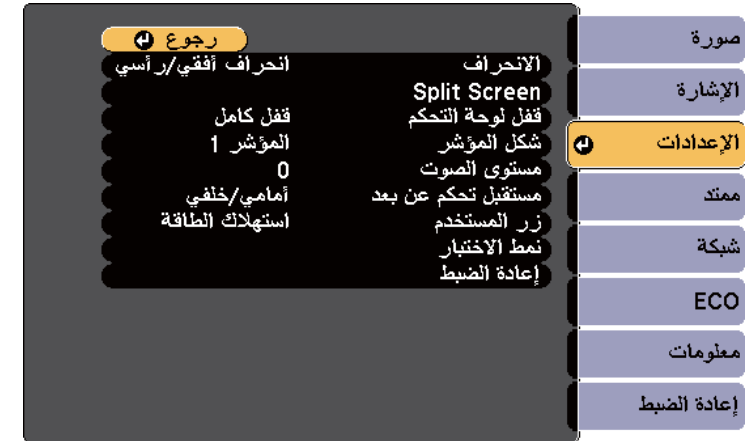 صورة
الإشارة
الإعدادات
ممتد
شبكة
ECO
معلومات
إعادة الضبط
رجوع
الانحراف انحراف أفقي/رأسي
Split Screen
قفل لوحة التحكم قفل كامل
شكل المؤشر المؤشر 1
مستوى الصوت 0
مستقبل تحكم عن بعد أمامي/خلفي
زر المستخدم استهلاك الطاقة
نمط الاختبار
إعادة الضبط